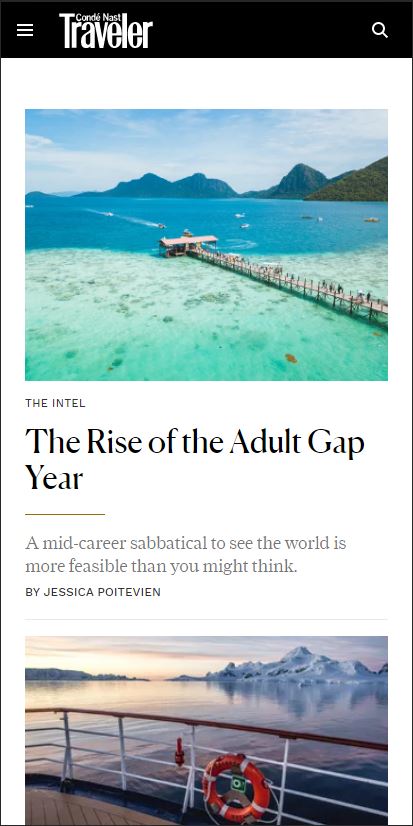 Condé Nast
Traveler
THE INTEL
The Rise of the Adult Gap
Year
A mid-career sabbatical to see the world is
more feasible than you might think.
BY JESSICA POITEVIEN